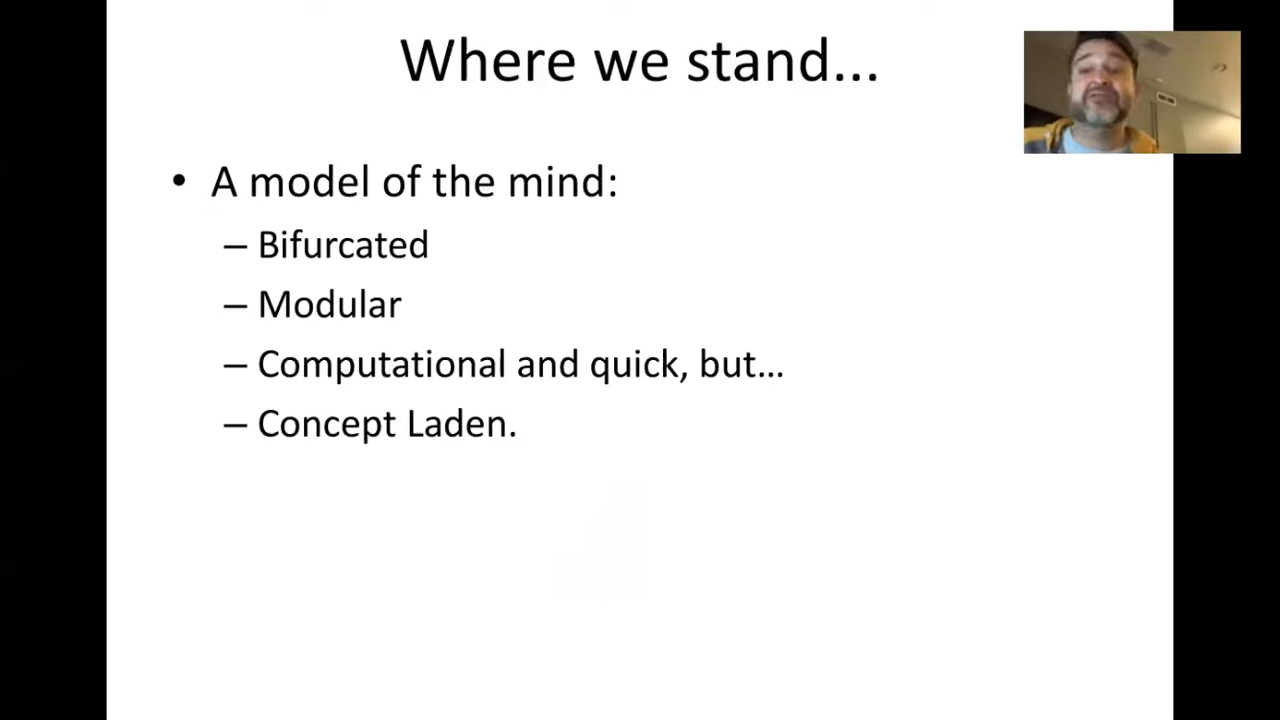 Where we stand...
• A model of the mind:
– Bifurcated
– Modular
– Computational and quick, but...
– Concept Laden.